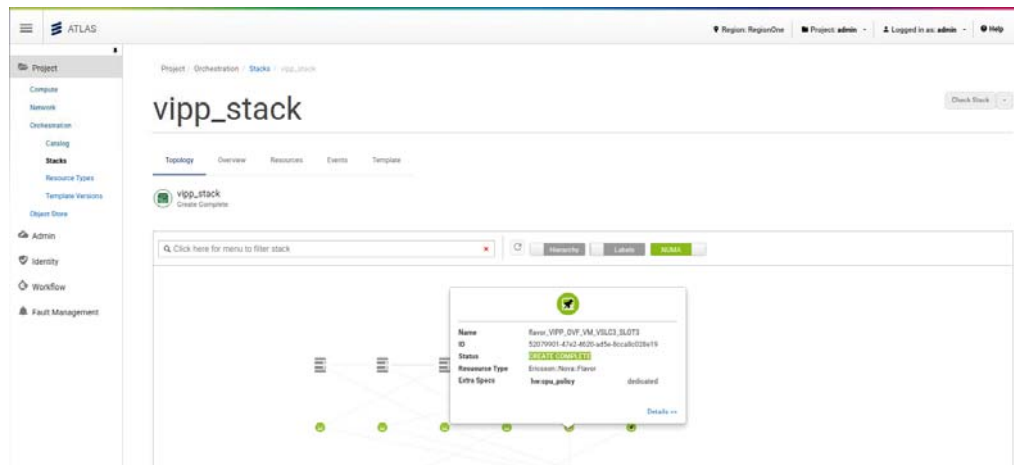 ATLAS
Region: RegionOne
Project: admin
Logged in as: admin
Help
Project
Project / Orchestration / Stacks / vipp_stack
Compute
Network
Orchestration
Catalog
Stacks
Resource Types
Template Versions
Object Store
Admin
Identity
Workflow
Fault Management
vipp_stack
Check Stack
Topology Overview Resources Events Template
vipp_stack
Create Complete
Click here for menu to filter stack
Hierarchy Labels NUMA
Name flavor_VIPP_OVF_VM_VSLC3_SLOT3
ID
Status CREATE COMPLETE
Resource Type Ericsson::Nova::Flavor
Extra Specs hw:cpu_policy dedicated
Details >>